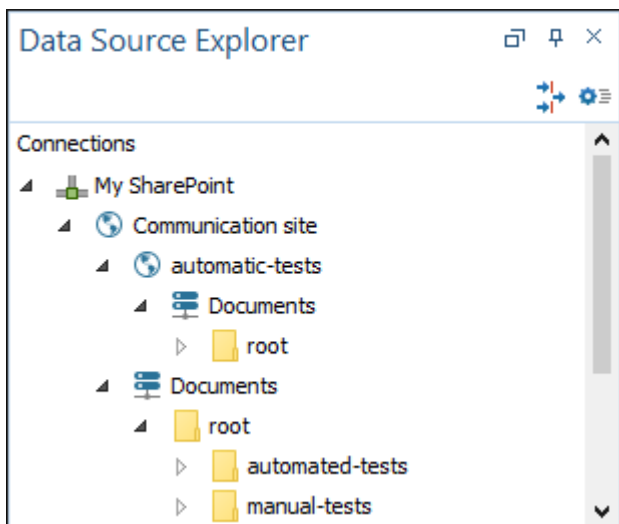 Data Source Explorer
Connections
My SharePoint
Communication site
automatic-tests
Documents
root
Documents
root
automated-tests
manual-tests